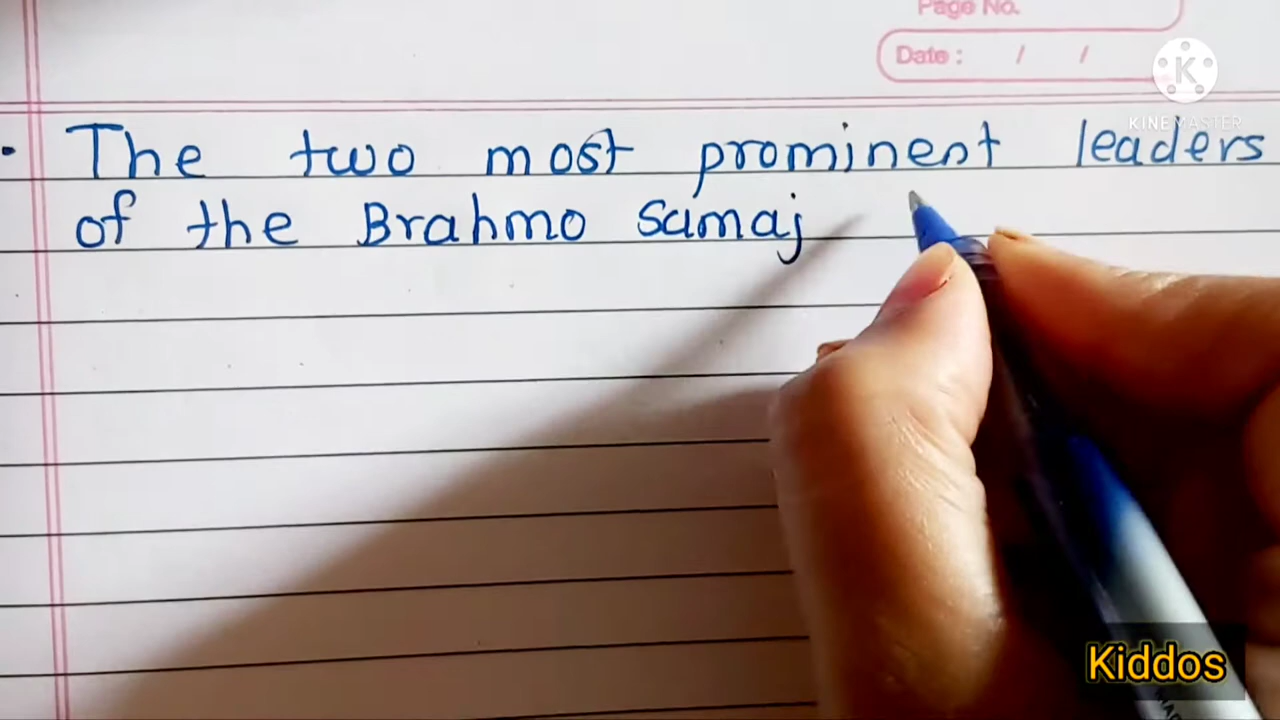 Page No.
Date : / /
K
KINEMASTER
• The two most prominent leaders
of the Brahmo Samaj
Kiddos